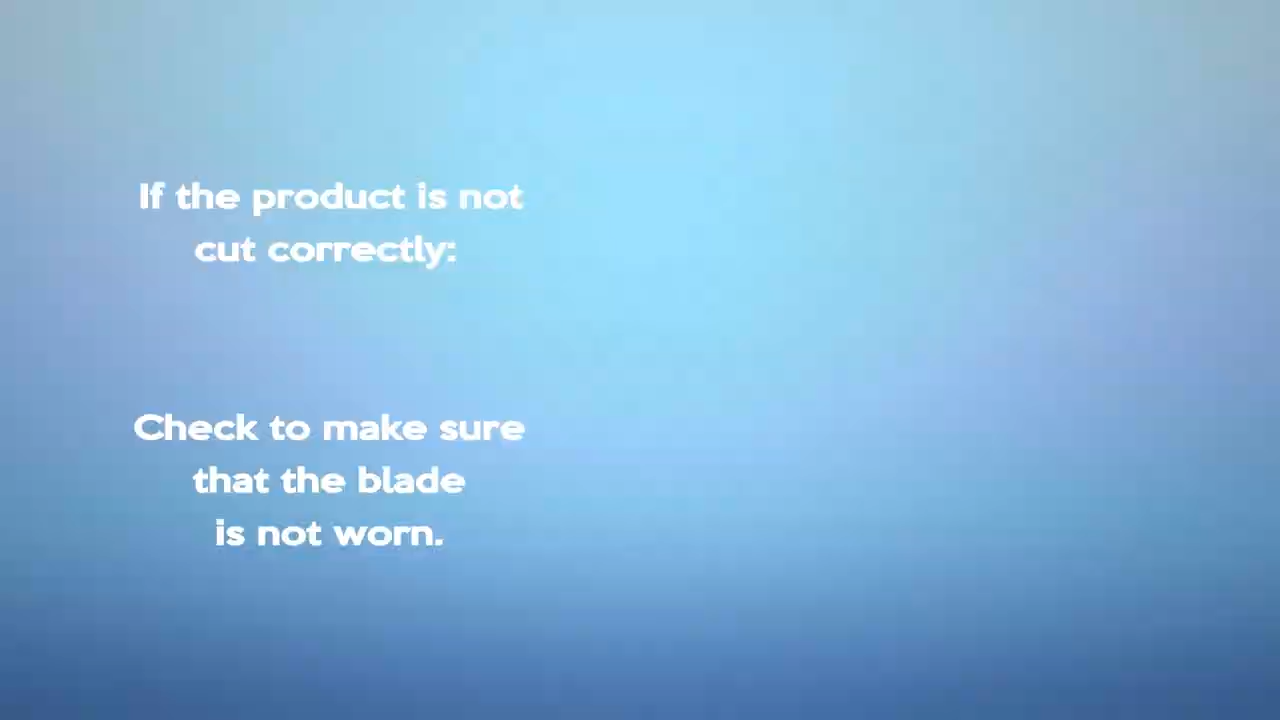 If the product is not
cut correctly:
Check to make sure
that the blade
is not worn.